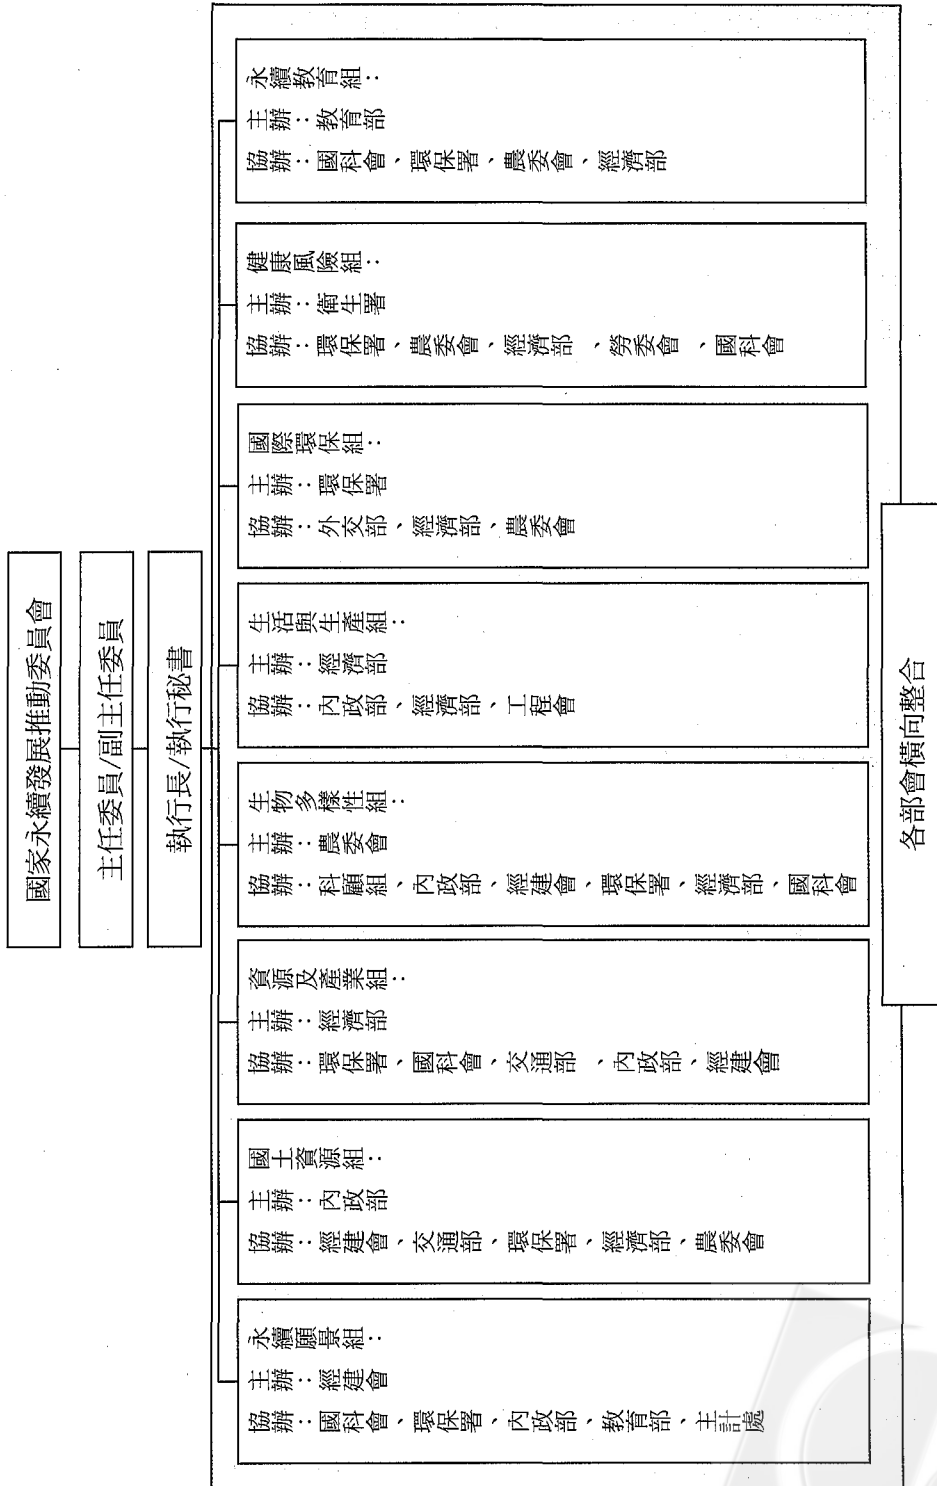 國家永續發展推動委員會
主任委員/副主任委員
執行長/執行秘書
永續願景組：
主辦：經建會
協辦：國科會、環保署、內政部、教育部、主計處
國土資源組：
主辦：內政部
協辦：經建會、交通部、環保署、經濟部、農委會
資源及產業組：
主辦：經濟部
協辦：環保署、國科會、交通部、內政部、經建會
生物多樣性組：
主辦：農委會
協辦：科顧組、內政部、經建會、環保署、經濟部、國科會
生活與生產組：
主辦：經濟部
協辦：內政部、經濟部、工程會
國際環保組：
主辦：環保署
協辦：外交部、經濟部、農委會
健康風險組：
主辦：衛生署
協辦：環保署、農委會、經濟部、勞委會、國科會
永續教育組：
主辦：教育部
協辦：國科會、環保署、農委會、經濟部
各部會橫向整合